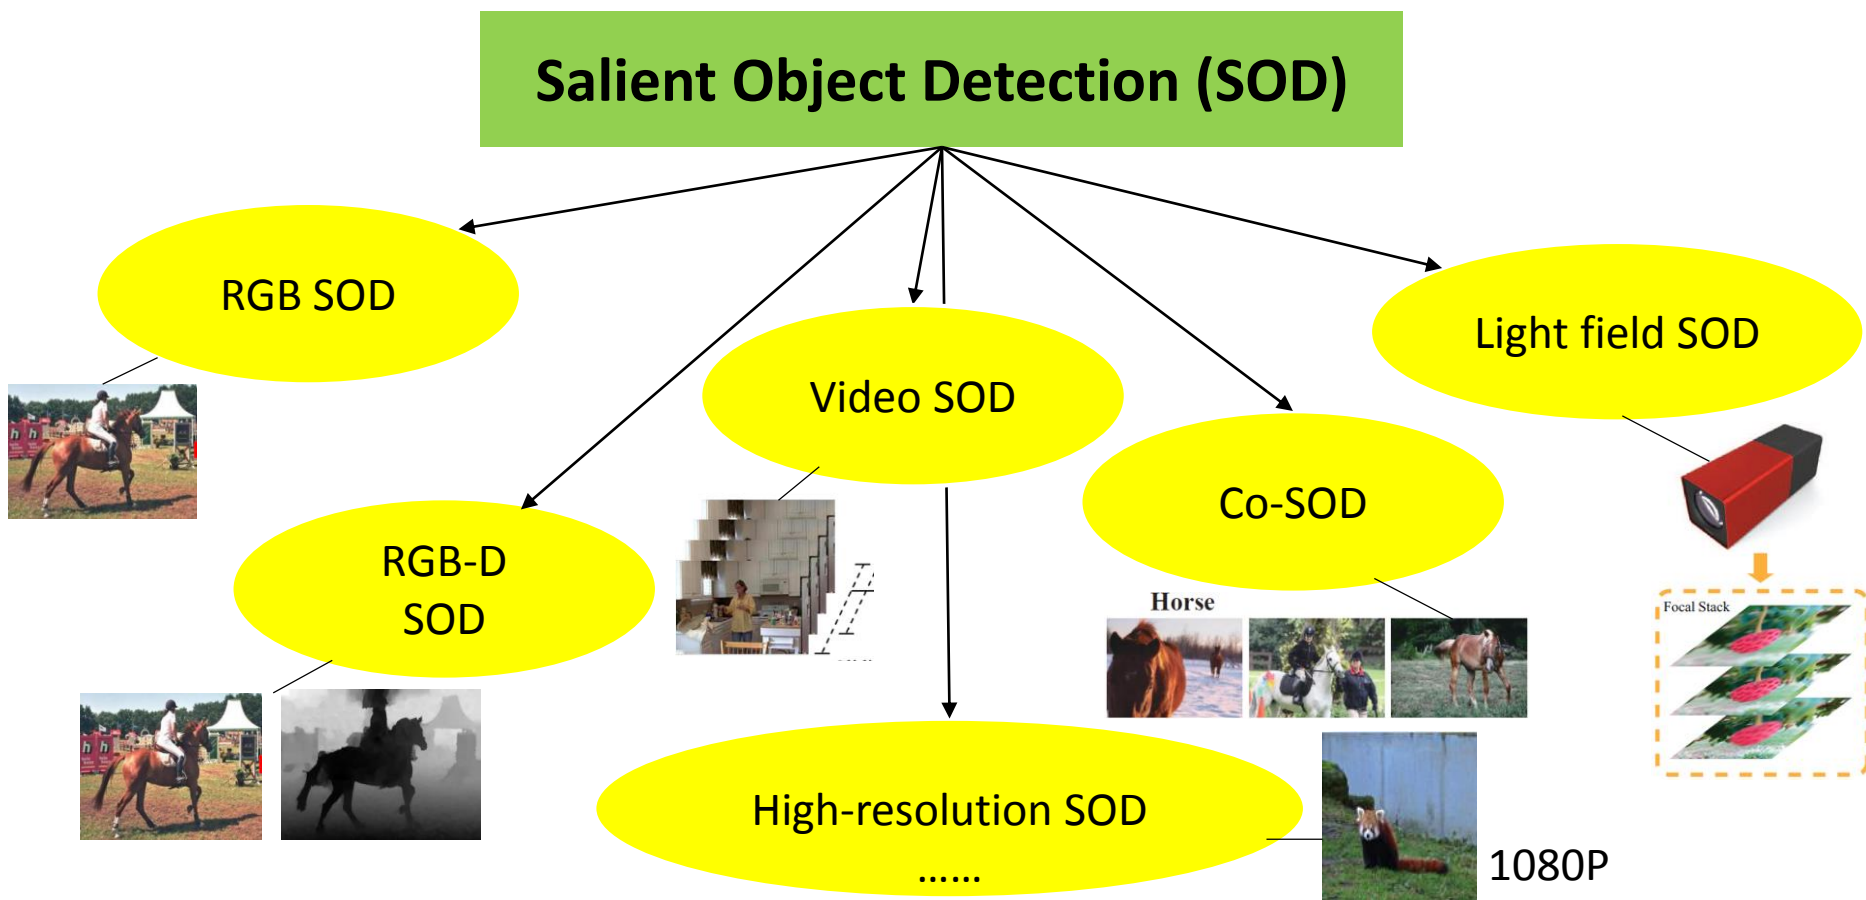 Salient Object Detection (SOD)
RGB SOD
Light field SOD
Video SOD
Co-SOD
RGB-D
SOD
Horse
Focal Stack
High-resolution SOD
......
1080P
h
h